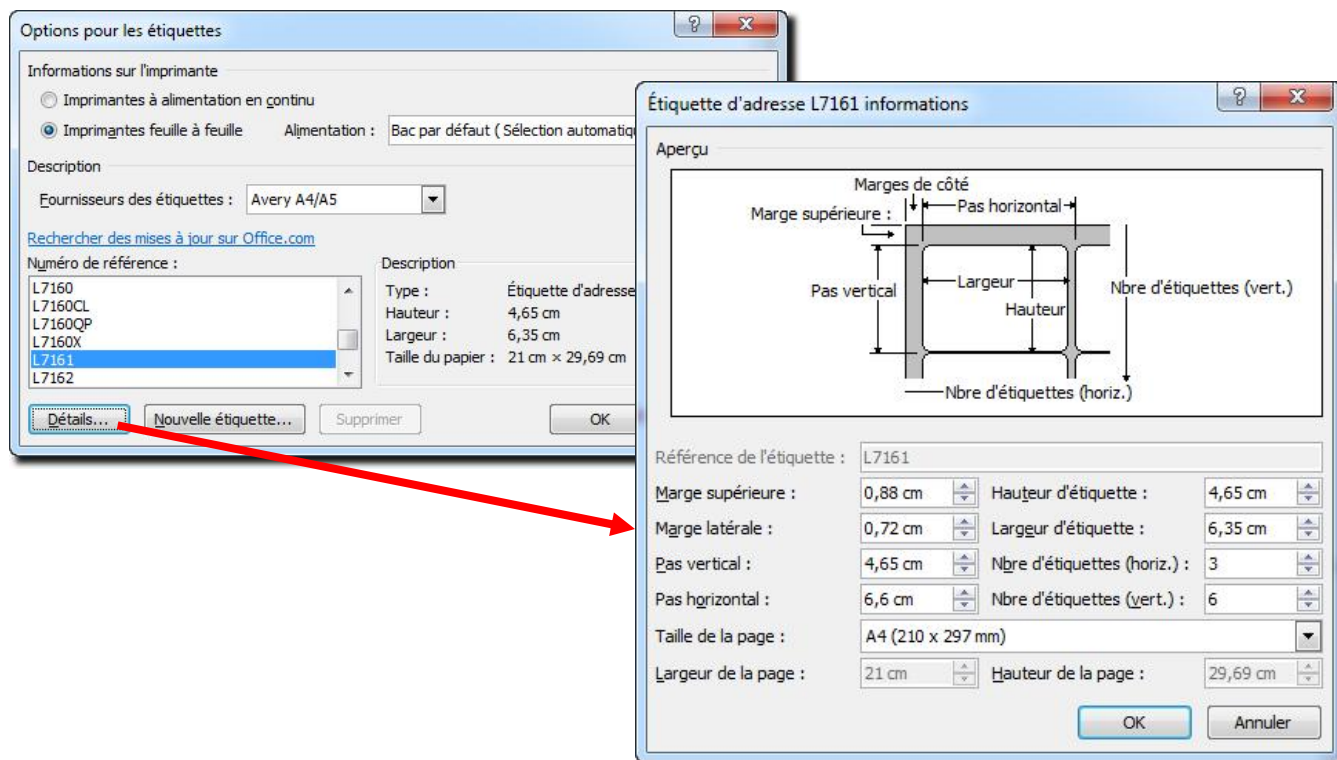 Options pour les étiquettes
Informations sur l'imprimante
Imprimantes à alimentation en continu
Imprimantes feuille à feuille Alimentation : Bac par défaut ( Sélection automatiqu
Description
Fournisseurs des étiquettes : Avery A4/A5
Rechercher des mises à jour sur Office.com
Numéro de référence :
L7160
L7160CL
L7160QP
L7160X
L7161
L7162
Description
Type : Étiquette d'adresse
Hauteur : 4,65 cm
Largeur : 6,35 cm
Taille du papier : 21 cm × 29,69 cm
Détails... Nouvelle étiquette... Supprimer OK
Étiquette d'adresse L7161 informations
Aperçu
Marges de côté
Marge supérieure : Pas horizontal
Pas vertical Largeur Nbre d'étiquettes (vert.)
Hauteur
Nbre d'étiquettes (horiz.)
Référence de l'étiquette : L7161
Marge supérieure : 0,88 cm Hauteur d'étiquette : 4,65 cm
Marge latérale : 0,72 cm Largeur d'étiquette : 6,35 cm
Pas vertical : 4,65 cm Nbre d'étiquettes (horiz.) : 3
Pas horizontal : 6,6 cm Nbre d'étiquettes (vert.) : 6
Taille de la page : A4 (210 x 297 mm)
Largeur de la page : 21 cm Hauteur de la page : 29,69 cm
OK Annuler